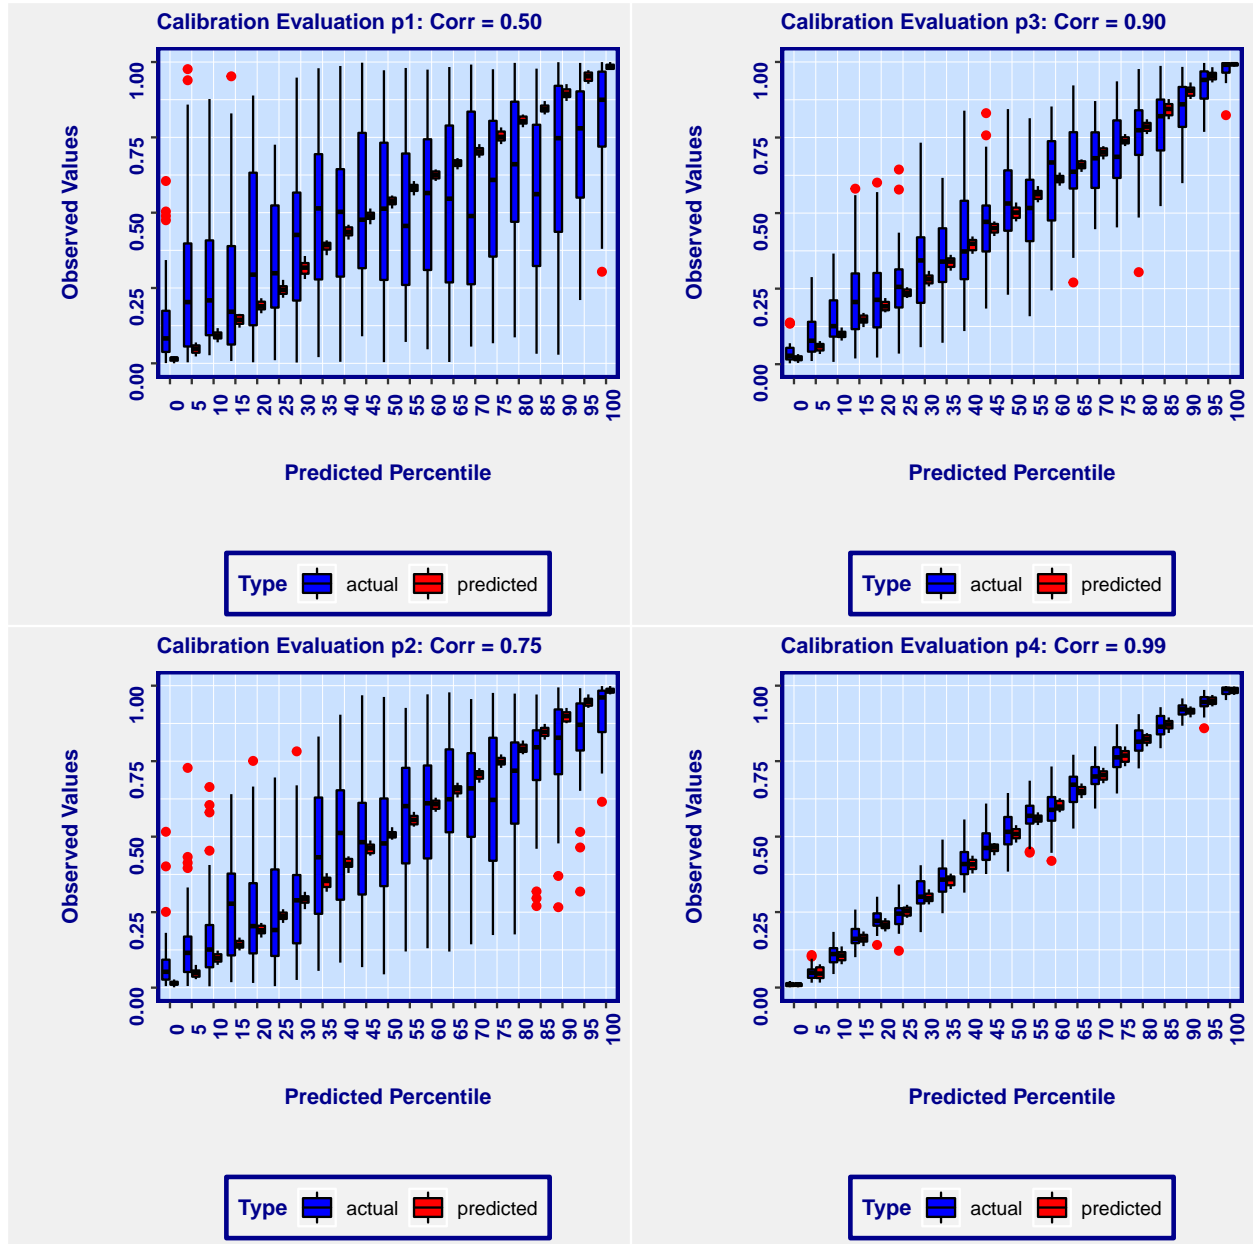 Calibration Evaluation p1: Corr = 0.50
Observed Values
1.00
0.75
0.50
0.25
0.00
0 5 10 15 20 25 30 35 40 45 50 55 60 65 70 75 80 85 90 95 100
Predicted Percentile
Type actual predicted
Calibration Evaluation p3: Corr = 0.90
Observed Values
1.00
0.75
0.50
0.25
0.00
0 5 10 15 20 25 30 35 40 45 50 55 60 65 70 75 80 85 90 95 100
Predicted Percentile
Type actual predicted
Calibration Evaluation p2: Corr = 0.75
Observed Values
1.00
0.75
0.50
0.25
0.00
0 5 10 15 20 25 30 35 40 45 50 55 60 65 70 75 80 85 90 95 100
Predicted Percentile
Type actual predicted
Calibration Evaluation p4: Corr = 0.99
Observed Values
1.00
0.75
0.50
0.25
0.00
0 5 10 15 20 25 30 35 40 45 50 55 60 65 70 75 80 85 90 95 100
Predicted Percentile
Type actual predicted